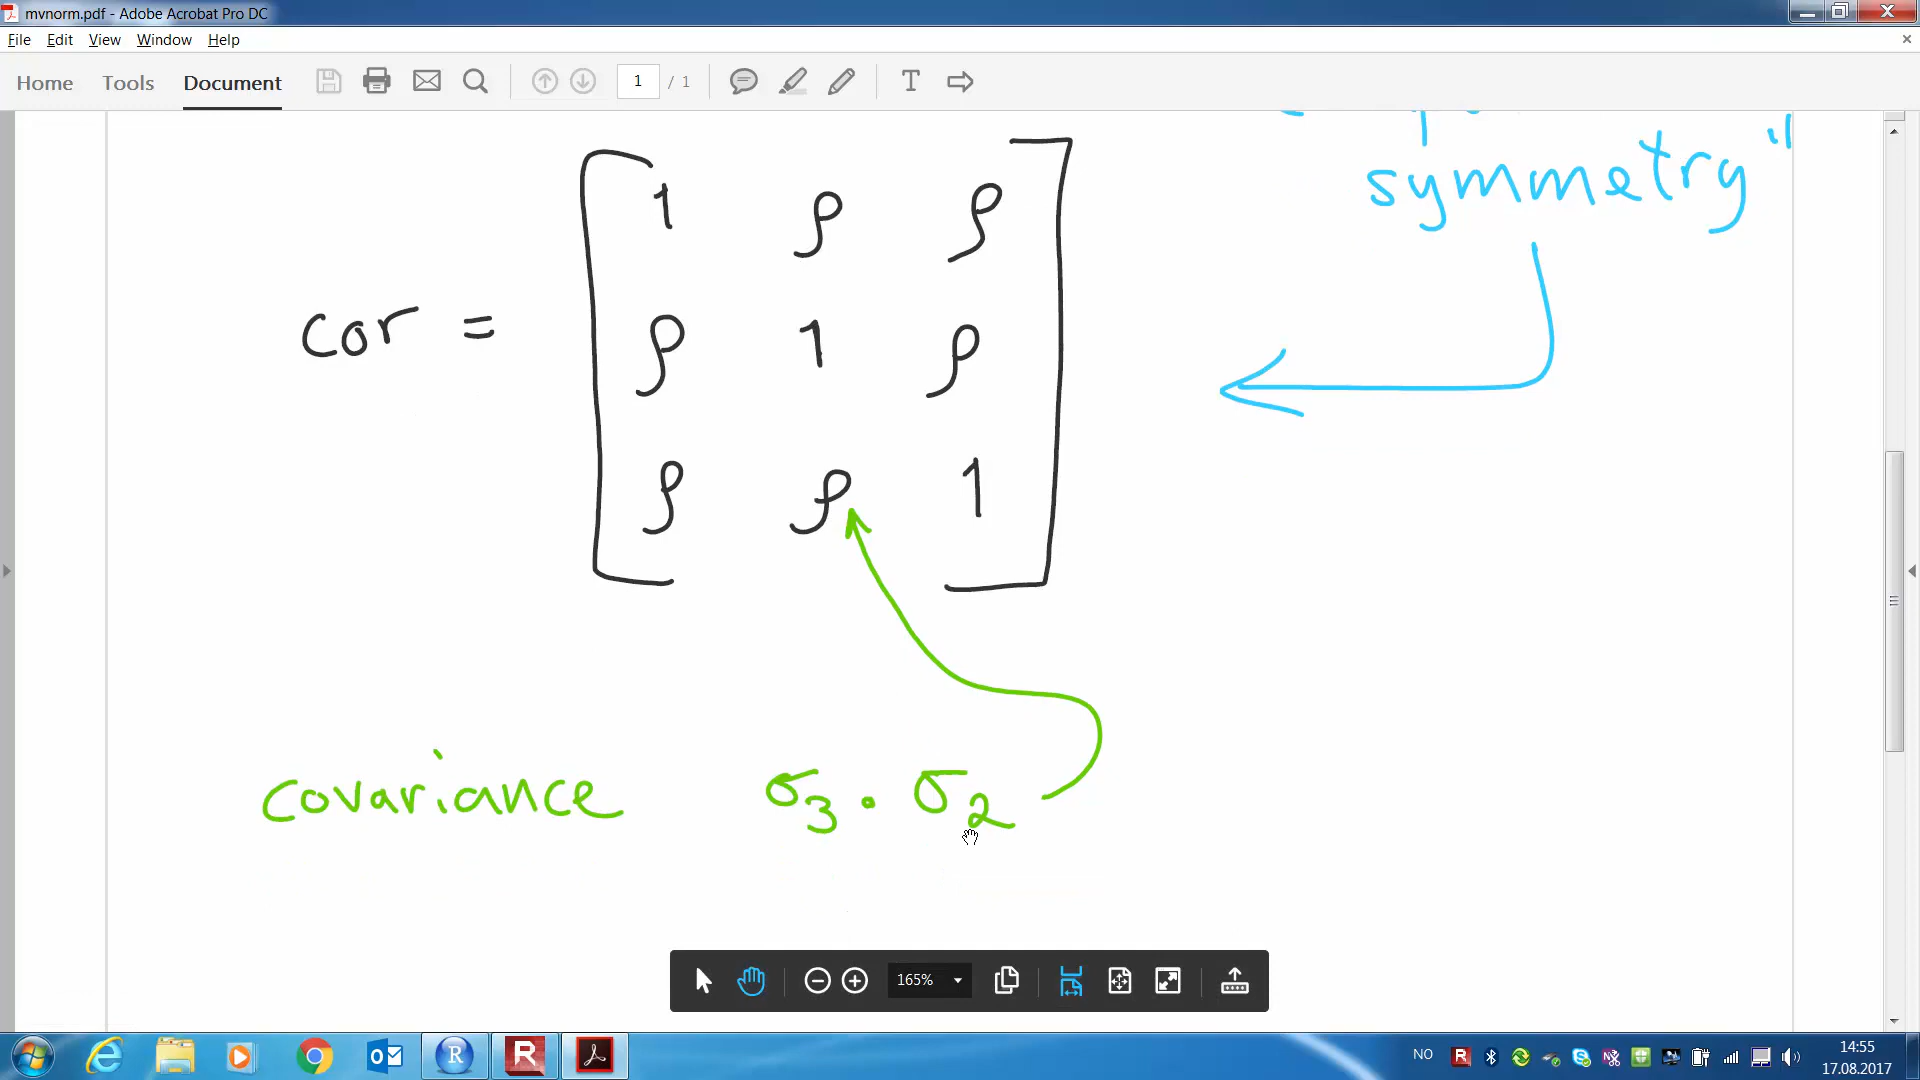 mvnorm.pdf - Adobe Acrobat Pro DC
File Edit View Window Help
Home Tools Document 1 / 1
symmetry"
1 ρ ρ
cor = ρ 1 ρ
ρ ρ 1
covariance σ3 · σ2
165%
NO
14:55
17.08.2017